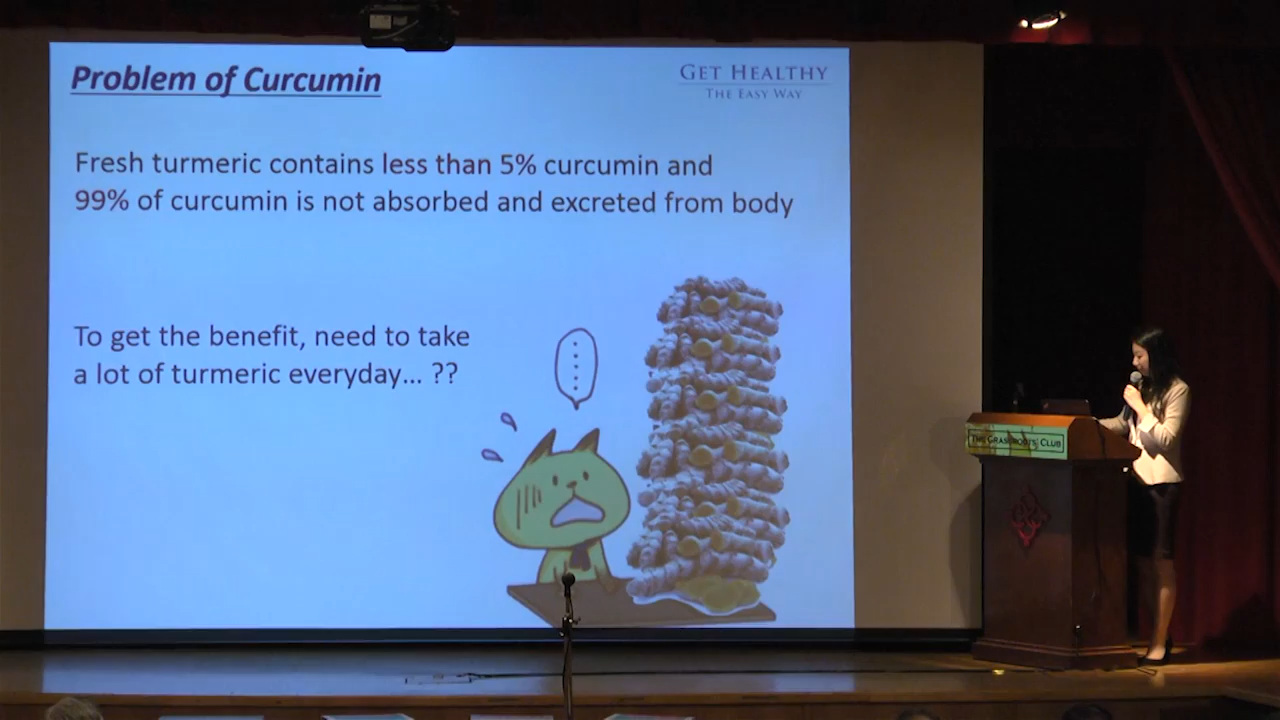 Problem of Curcumin
GET HEALTHY
THE EASY WAY
Fresh turmeric contains less than 5% curcumin and
99% of curcumin is not absorbed and excreted from body
To get the benefit, need to take
a lot of turmeric everyday... ??
THE GRASSROOTS CLUB